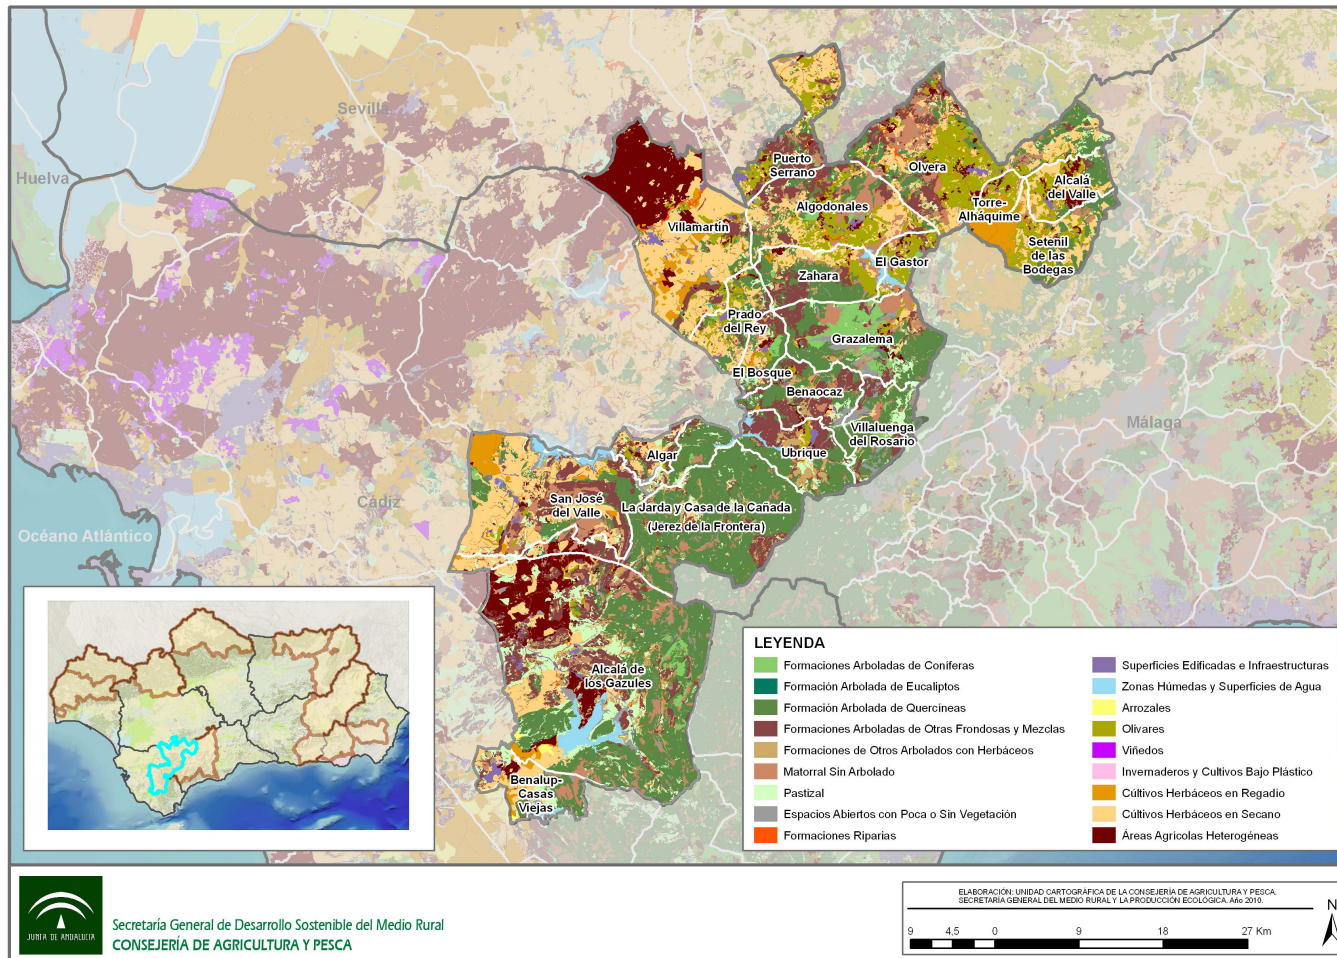 Sevilla
Huelva
Puerto
Serrano
Olvera
Alcalá
del Valle
Algodonales
Torre-
Alháquime
Villamartín
Setenil
de las
Bodegas
El Gastor
Zahara
Prado
del Rey
Grazalema
El Bosque
Benaocaz
Málaga
Villaluenga
del Rosario
Ubrique
Algar
Cádiz
San José
del Valle
La Jarda y Casa de la Cañada
(Jerez de la Frontera)
Océano Atlántico
Alcalá de
los Gazules
Benalup-
Casas
Viejas
LEYENDA
Formaciones Arboladas de Coníferas
Formación Arbolada de Eucaliptos
Formación Arbolada de Quercíneas
Formaciones Arboladas de Otras Frondosas y Mezclas
Formaciones de Otros Arbolados con Herbáceos
Matorral Sin Arbolado
Pastizal
Espacios Abiertos con Poca o Sin Vegetación
Formaciones Riparias
Superficies Edificadas e Infraestructuras
Zonas Húmedas y Superficies de Agua
Arrozales
Olivares
Viñedos
Invernaderos y Cultivos Bajo Plástico
Cúltivos Herbáceos en Regadio
Cúltivos Herbáceos en Secano
Áreas Agrícolas Heterogéneas
JUNTA DE ANDALUCIA
Secretaría General de Desarrollo Sostenible del Medio Rural
CONSEJERÍA DE AGRICULTURA Y PESCA
ELABORACIÓN: UNIDAD CARTOGRÁFICA DE LA CONSEJERÍA DE AGRICULTURA Y PESCA.
SECRETARÍA GENERAL DEL MEDIO RURAL Y LA PRODUCCIÓN ECOLÓGICA. Año 2010.
9 4,5 0 9 18 27 Km
N